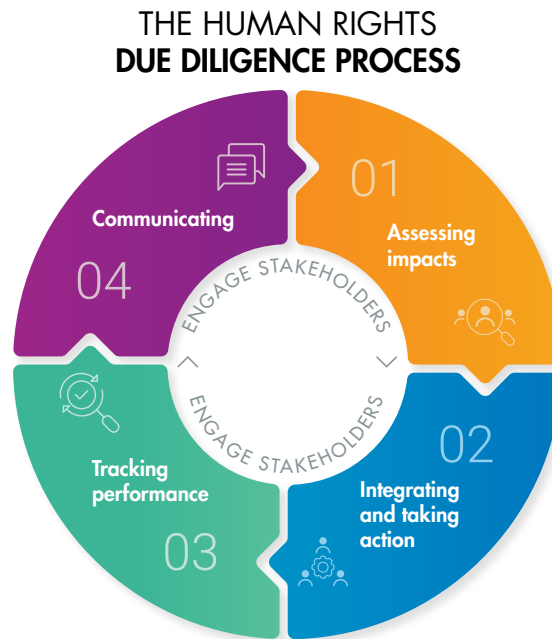 THE HUMAN RIGHTS
DUE DILIGENCE PROCESS
01
Assessing
impacts
02
Integrating
and taking
action
03
Tracking
performance
04
Communicating
ENGAGE STAKEHOLDERS
ENGAGE STAKEHOLDERS